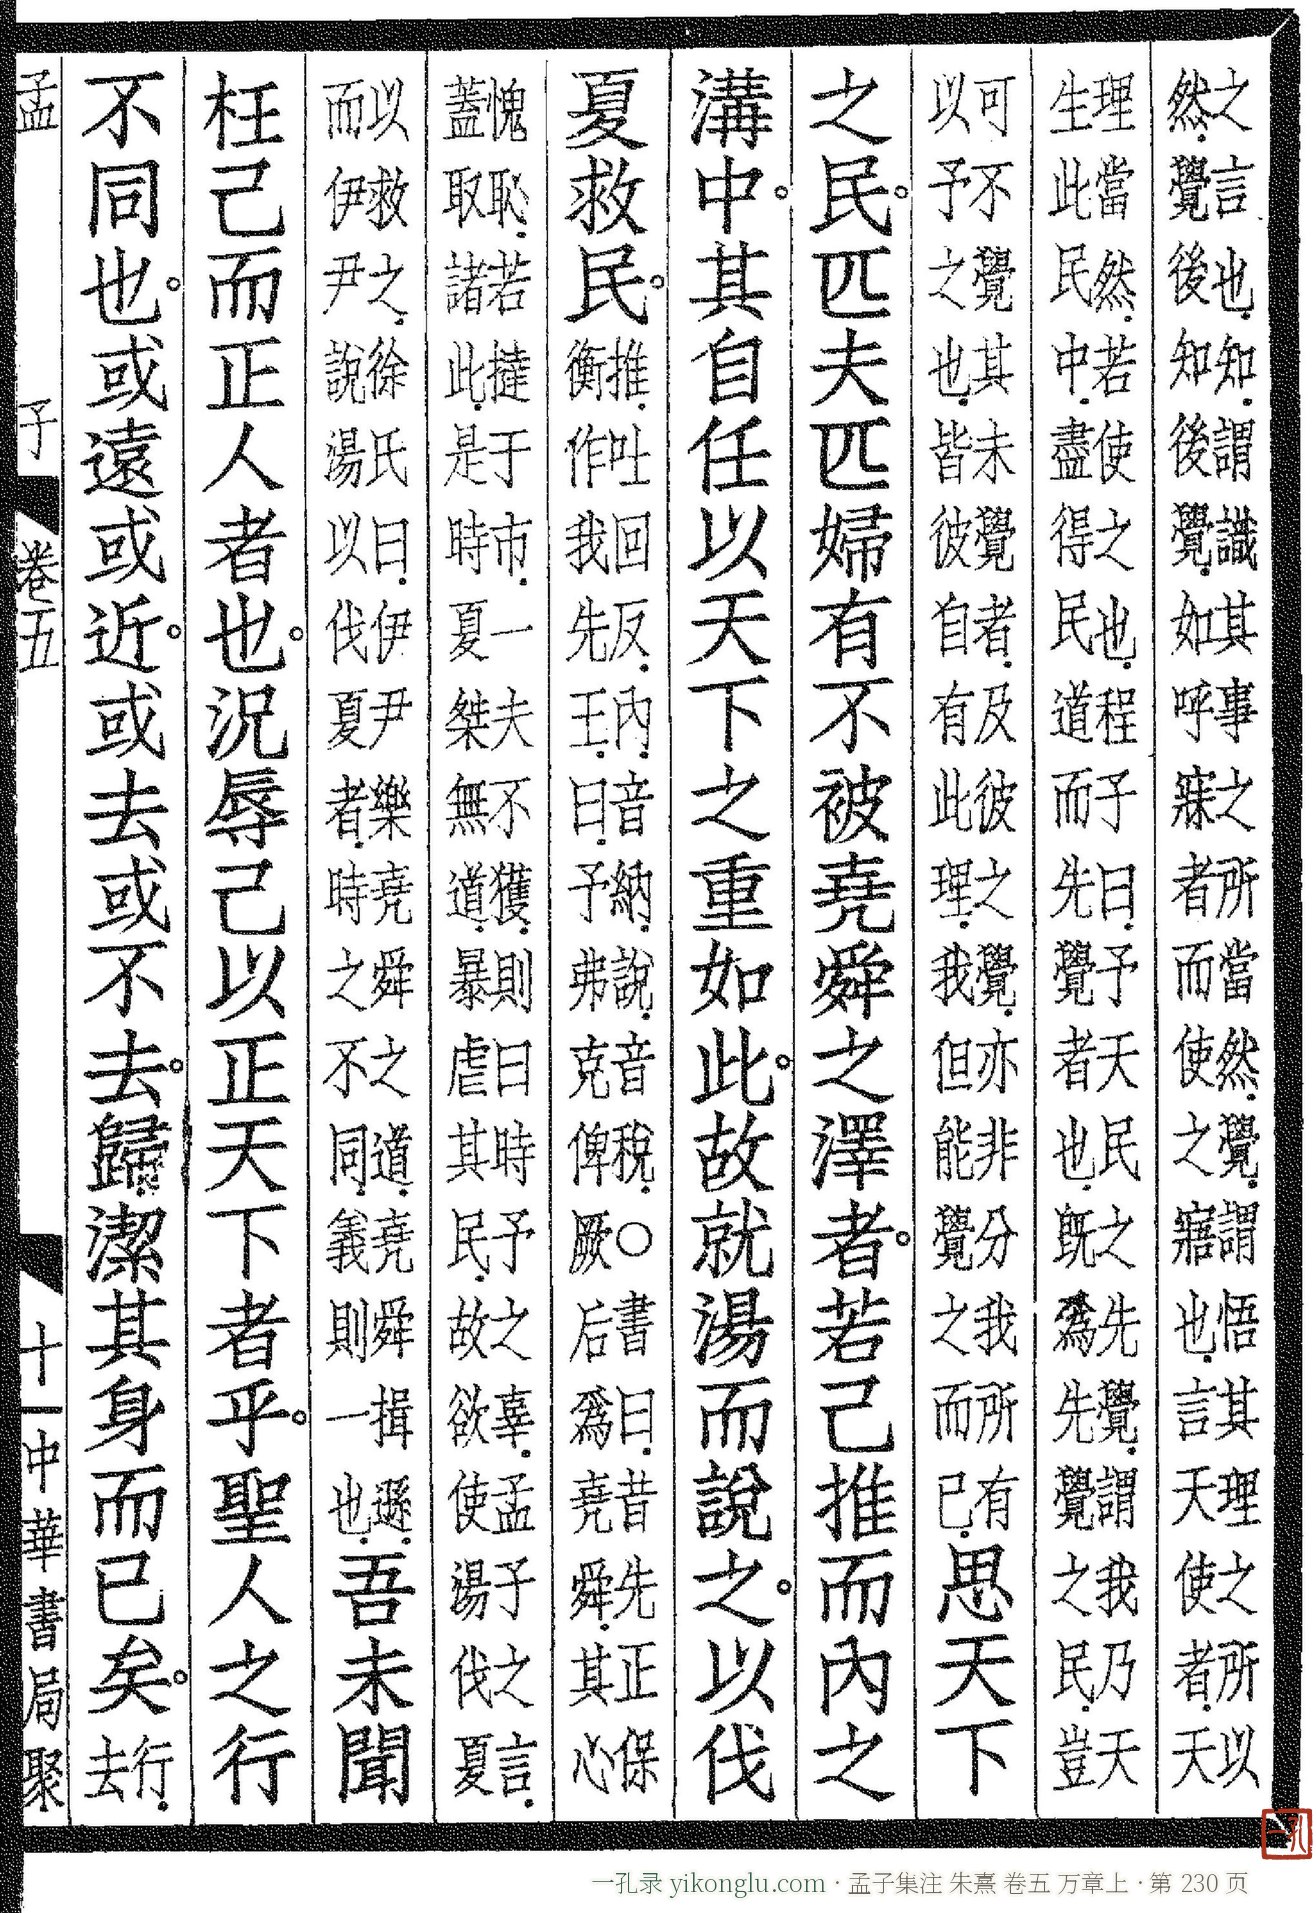 之言也知謂識其事之所當然覺謂悟其理之所以
然覺後知後覺如呼寐者而使之寤也言天使者天
理當然若使之也程子曰予天民之先覺謂我乃天
生此民中盡得民道而先覺者也既爲先覺之民豈
可不覺其未覺者及彼之覺亦非分我所有
以予之也皆彼自有此理我但能覺之而已思天下
之民。匹夫匹婦有不被堯舜之澤者。若己推而內之
溝中。其自任以天下之重如此。故就湯而說之。以伐
夏救民。推吐回反內音納說音稅○書曰昔先正保
衡作我先王曰予弗克俾厥后爲堯舜其心
愧恥若撻于市一夫不獲則曰時予之辜孟子之言
蓋取諸此是時夏桀無道暴虐其民故欲使湯伐夏
以救之徐氏曰伊尹樂堯舜之道堯舜揖遜
而伊尹說湯以伐夏者時之不同義則一也吾未聞
枉己而正人者也。況辱己以正天下者乎。聖人之行
不同也。或遠或近。或去或不去。歸潔其身而已矣。行
去
孟子 卷五 十一 中華書局聚
一孔录 yikonglu.com · 孟子集注 朱熹 卷五 万章上 · 第 230 页